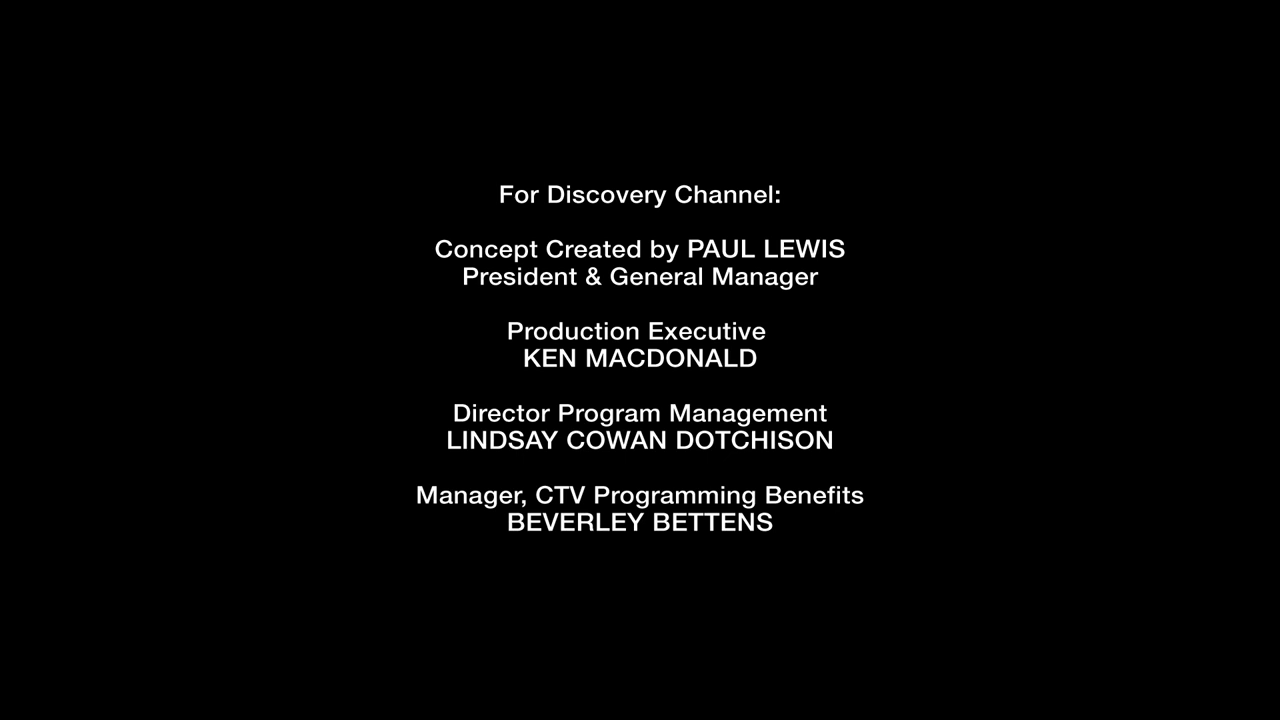 For Discovery Channel:
Concept Created by PAUL LEWIS
President & General Manager
Production Executive
KEN MACDONALD
Director Program Management
LINDSAY COWAN DOTCHISON
Manager, CTV Programming Benefits
BEVERLEY BETTENS